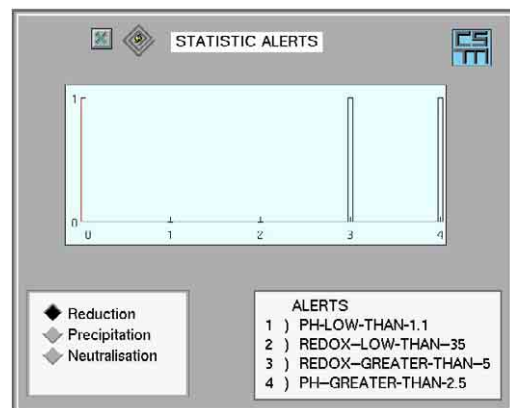 STATISTIC ALERTS
CSM
1
0
0 1 2 3 4
Reduction
Precipitation
Neutralisation
ALERTS
1 ) PH-LOW-THAN-1.1
2 ) REDOX–LOW–THAN–35
3 ) REDOX–GREATER–THAN–5
4 ) PH–GREATER–THAN–2.5